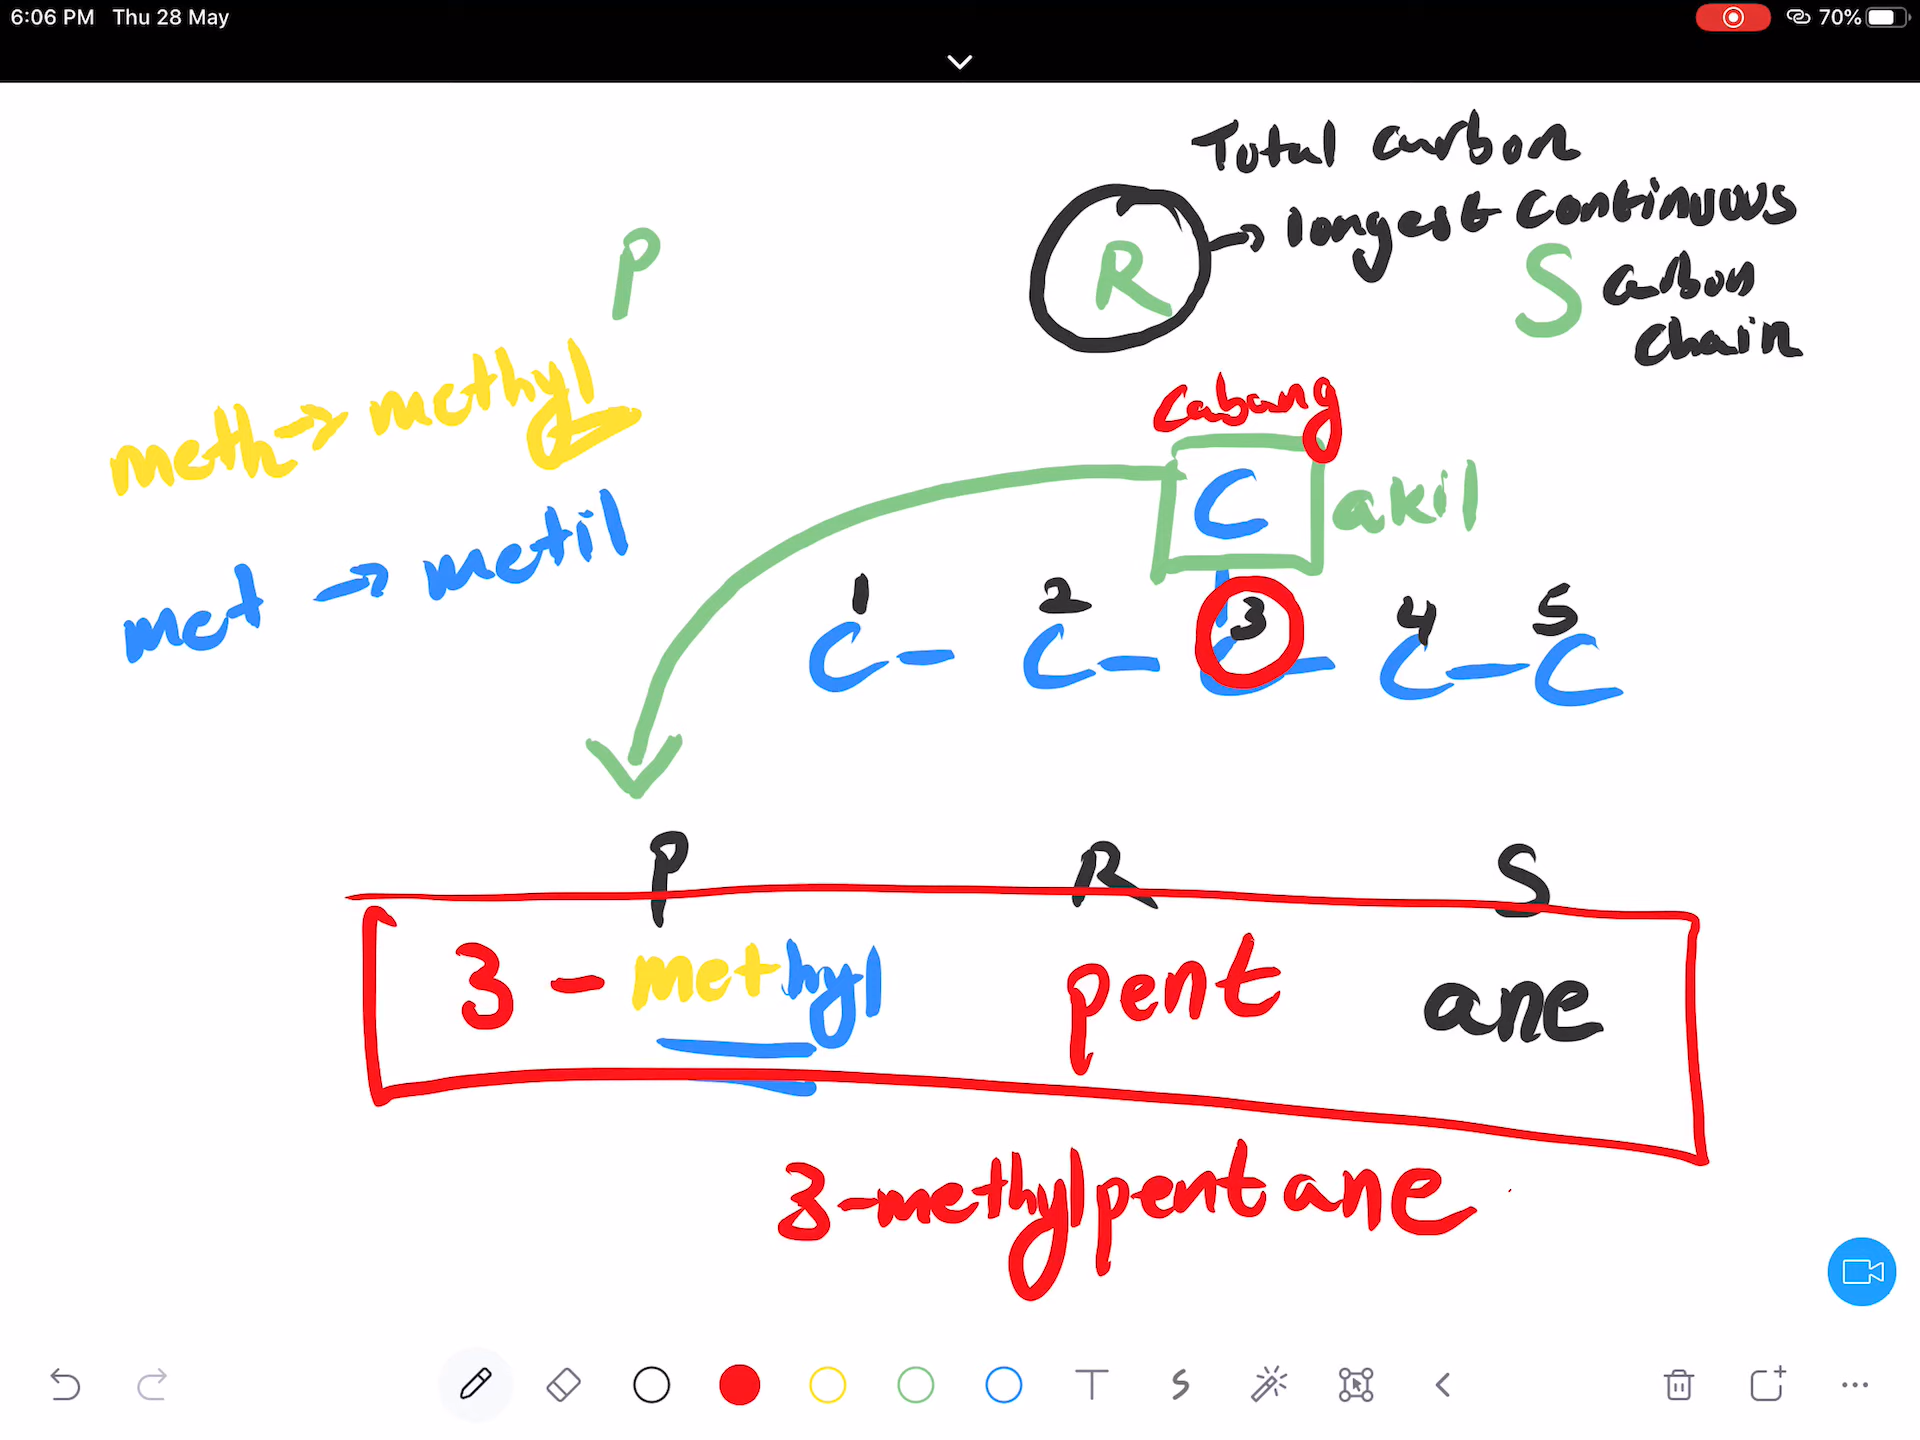 6:06 PM Thu 28 May
70%
Total carbon
P
R → longest continuous
S carbon
chain
meth → methyl
cabang
C akil
met → metil
1 2 3 4 5
C - C - C - C - C
P R S
3 - methyl pent ane
3-methylpentane
T